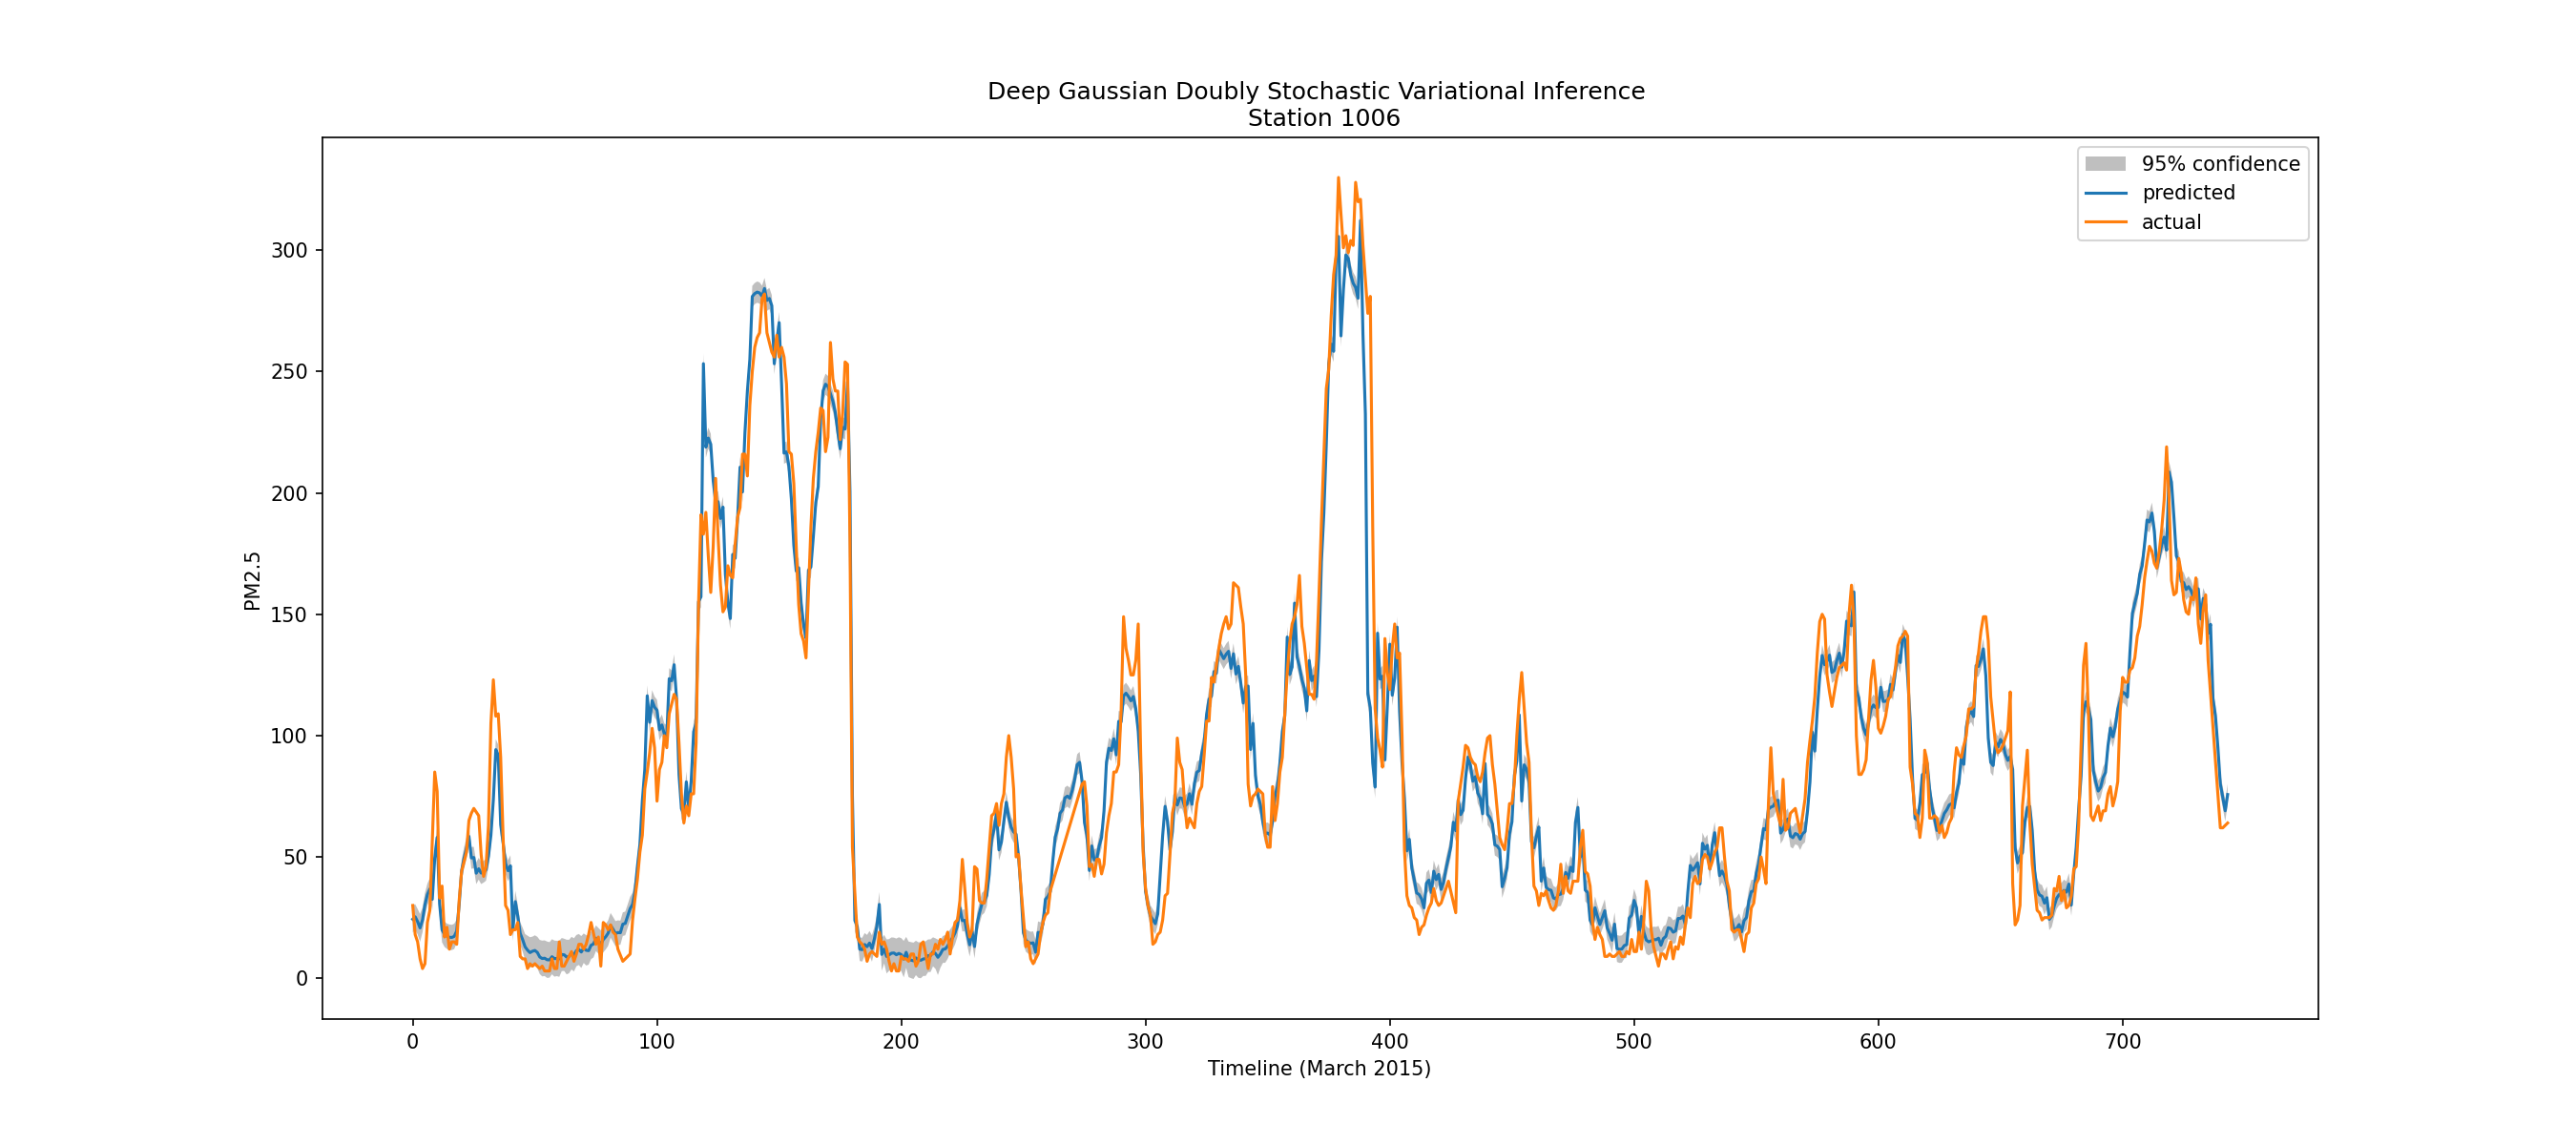 Deep Gaussian Doubly Stochastic Variational Inference
Station 1006
95% confidence
predicted
actual
PM2.5
300
250
200
150
100
50
0
0 100 200 300 400 500 600 700
Timeline (March 2015)